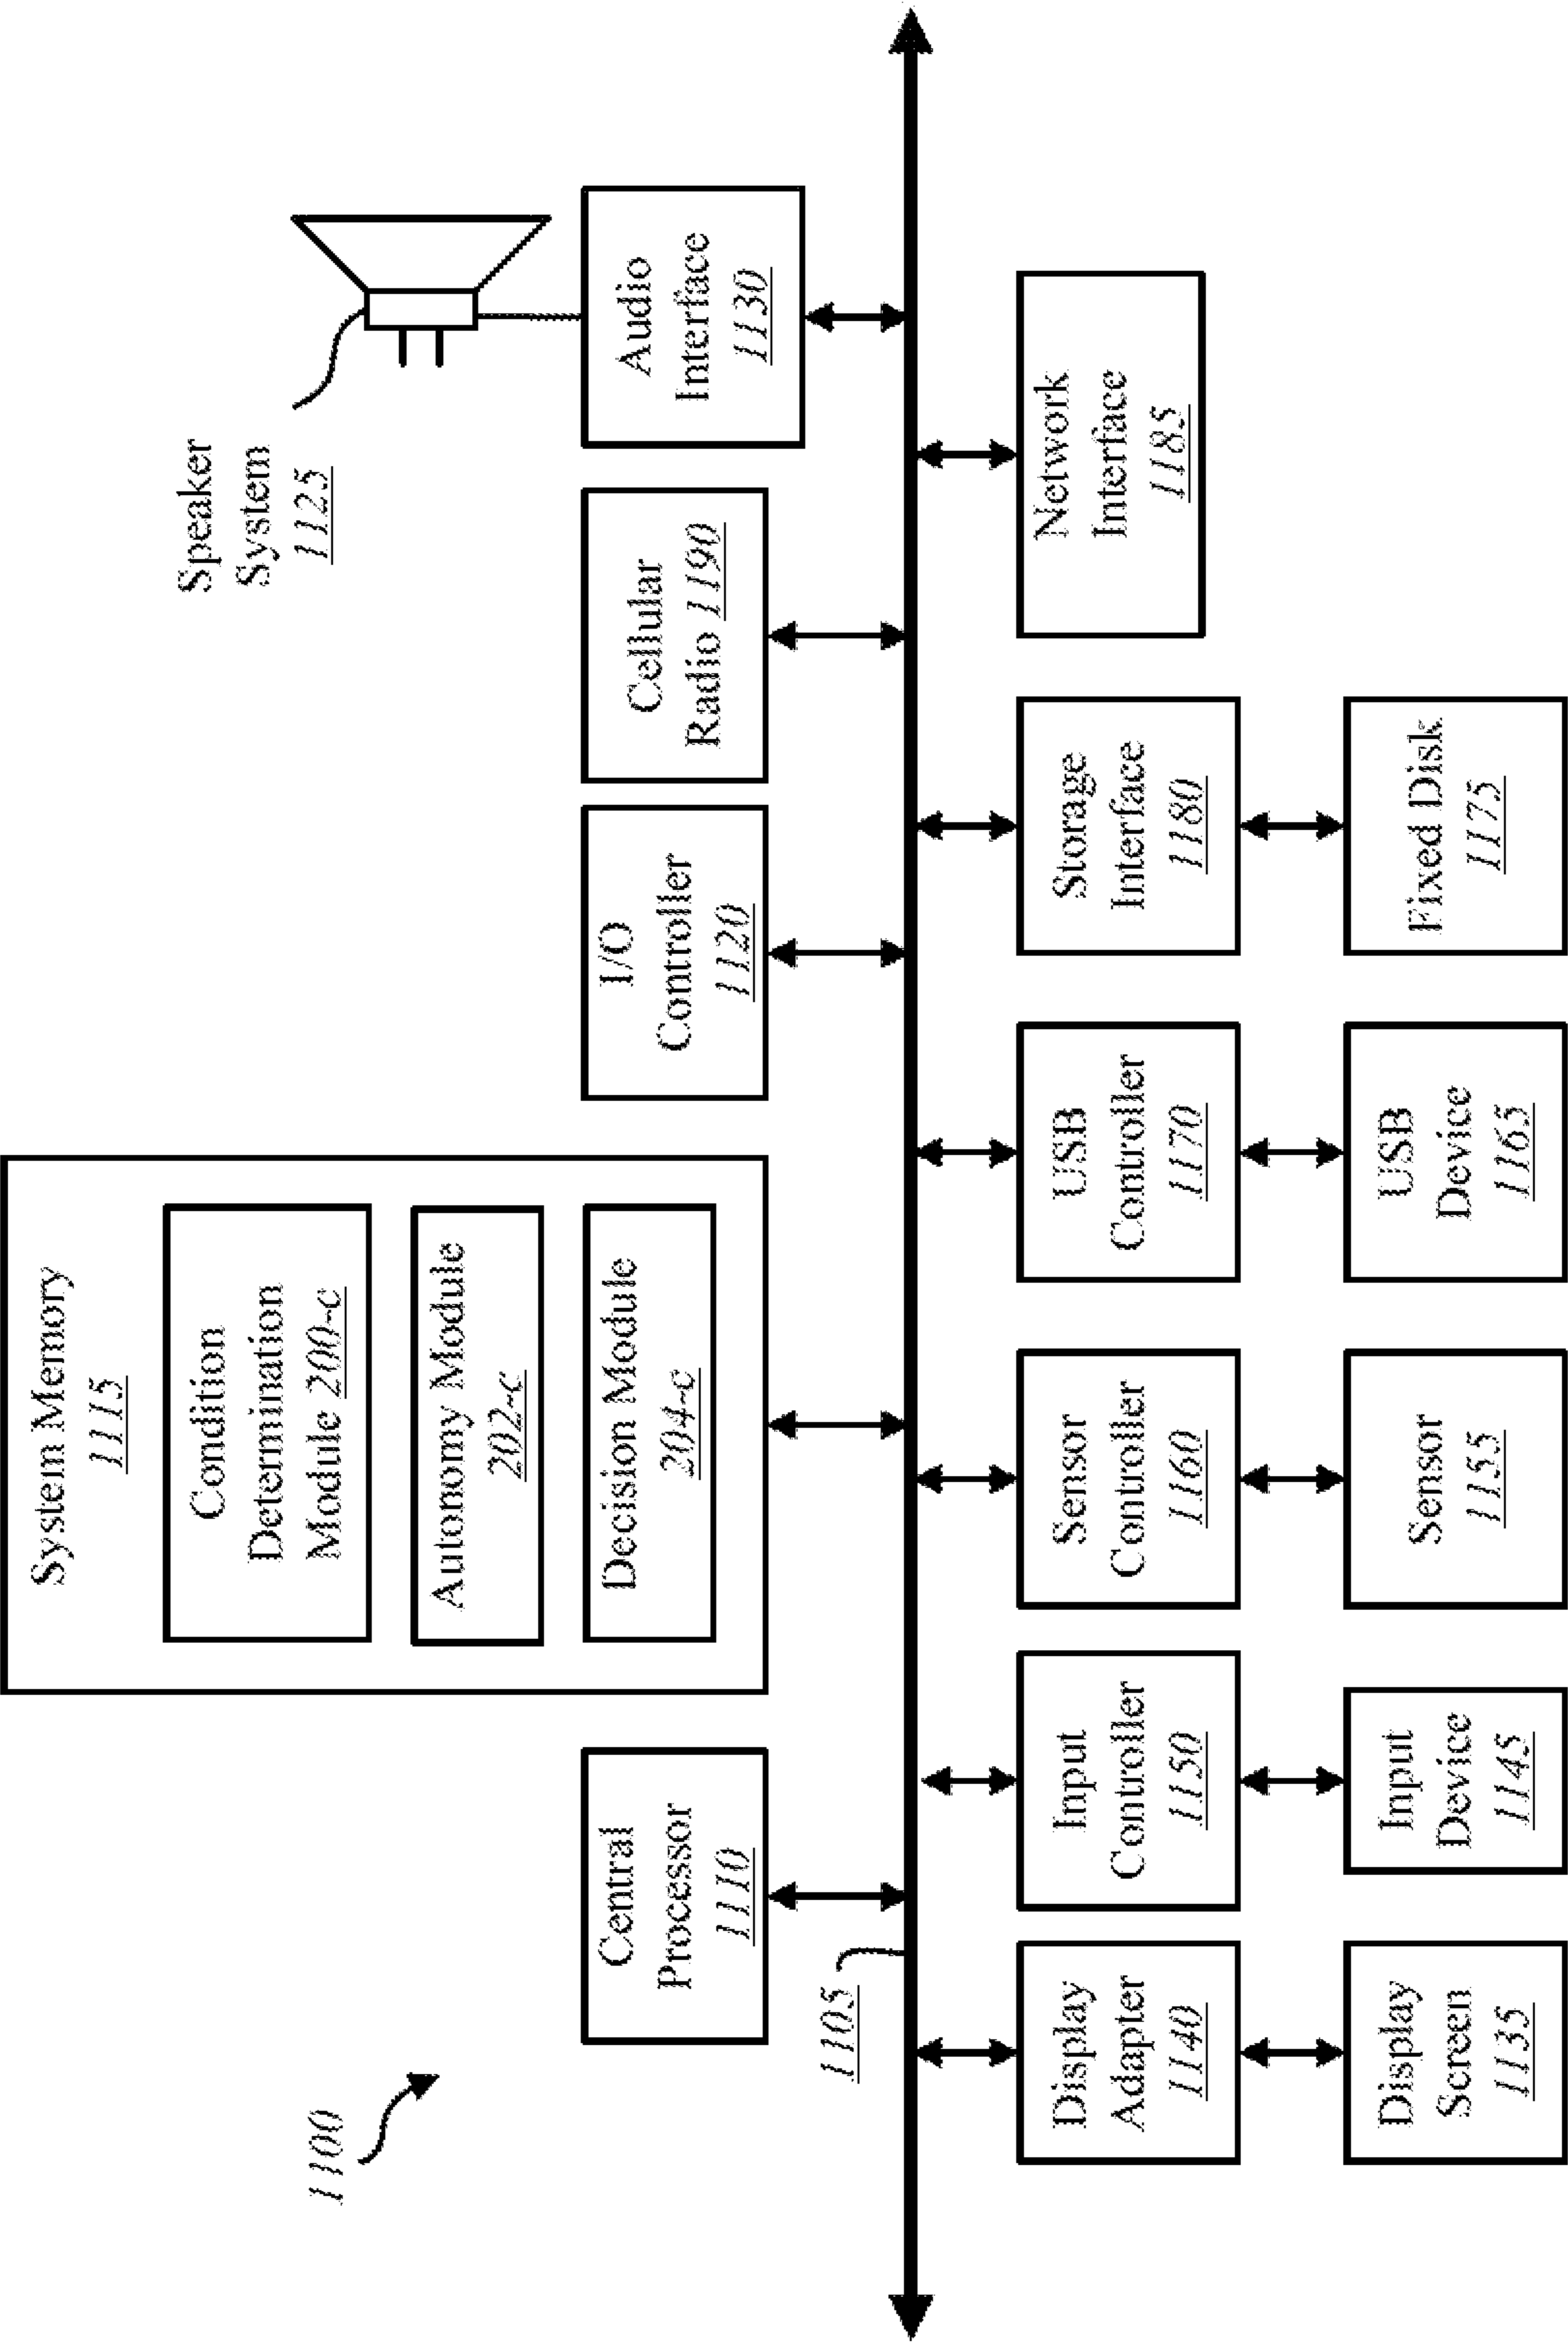 1100
System Memory
1115
Condition
Determination
Module 200-c
Autonomy Module
202-c
Decision Module
204-c
Speaker
System
1125
Central
Processor
1110
I/O
Controller
1120
Cellular
Radio 1190
Audio
Interface
1130
1105
Display
Adapter
1140
Input
Controller
1150
Sensor
Controller
1160
USB
Controller
1170
Storage
Interface
1180
Network
Interface
1185
Display
Screen
1135
Input
Device
1145
Sensor
1155
USB
Device
1165
Fixed Disk
1175